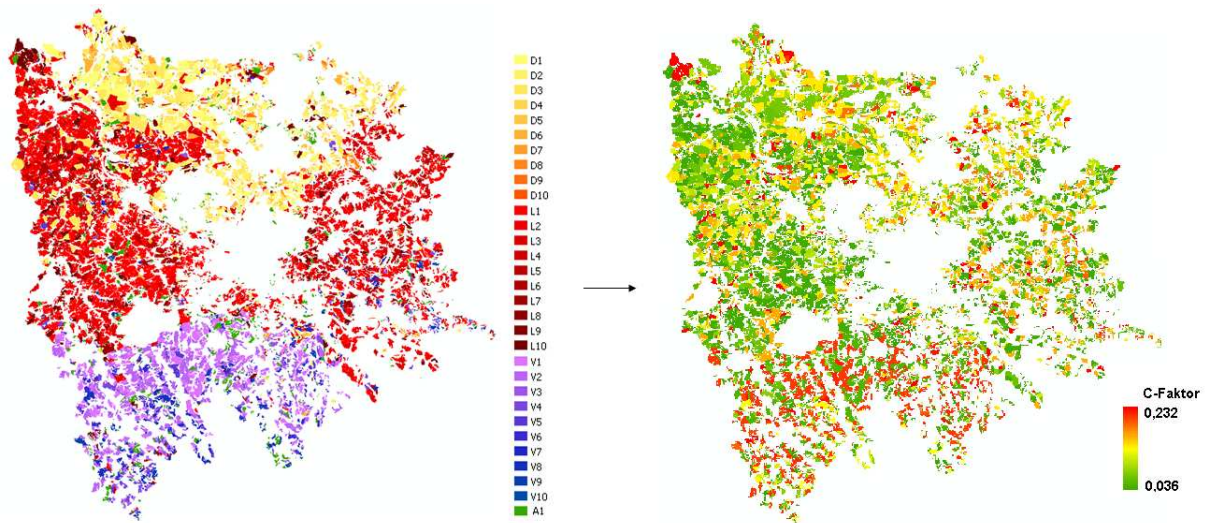 D1
D2
D3
D4
D5
D6
D7
D8
D9
D10
L1
L2
L3
L4
L5
L6
L7
L8
L9
L10
V1
V2
V3
V4
V5
V6
V7
V8
V9
V10
A1
C-Faktor
0,232
0,036